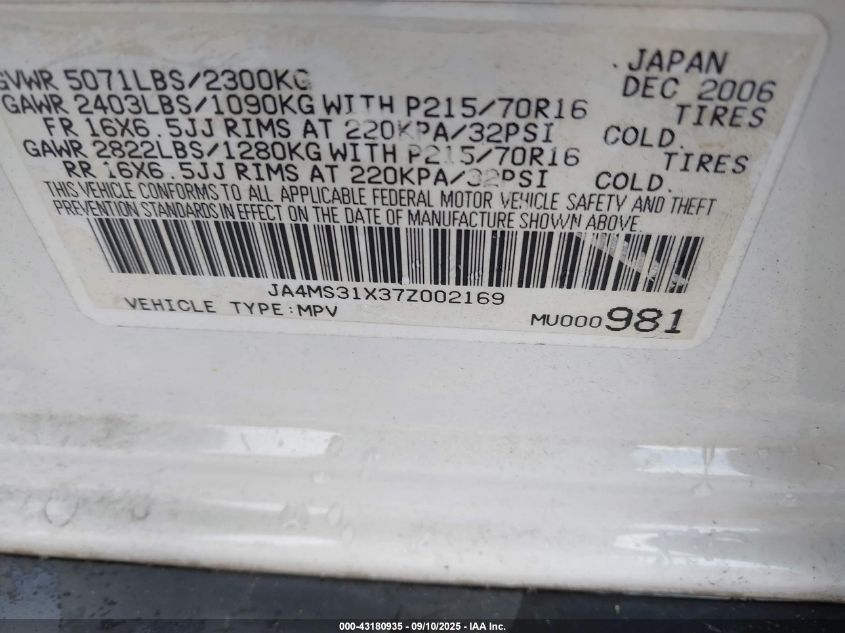 . JAPAN
GVWR 5071LBS/2300KG DEC 2006
GAWR 2403LBS/1090KG WITH P215/70R16 TIRES
FR 16X6.5JJ RIMS AT 220KPA/32PSI COLD.
GAWR 2822LBS/1280KG WITH P215/70R16 TIRES
RR 16X6.5JJ RIMS AT 220KPA/32PSI COLD.
THIS VEHICLE CONFORMS TO ALL APPLICABLE FEDERAL MOTOR VEHICLE SAFETY AND THEFT
PREVENTION STANDARDS IN EFFECT ON THE DATE OF MANUFACTURE SHOWN ABOVE.
JA4MS31X37Z002169
VEHICLE TYPE:MPV MU000981
000-43180935 - 09/10/2025 - IAA Inc.